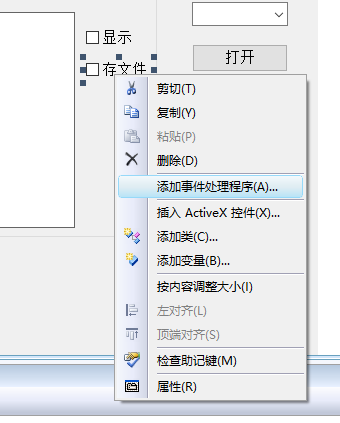 显示
存文件
打开
剪切(T)
复制(Y)
粘贴(P)
删除(D)
添加事件处理程序(A)...
插入 ActiveX 控件(X)...
添加类(C)...
添加变量(B)...
按内容调整大小(I)
左对齐(L)
顶端对齐(S)
检查助记键(M)
属性(R)